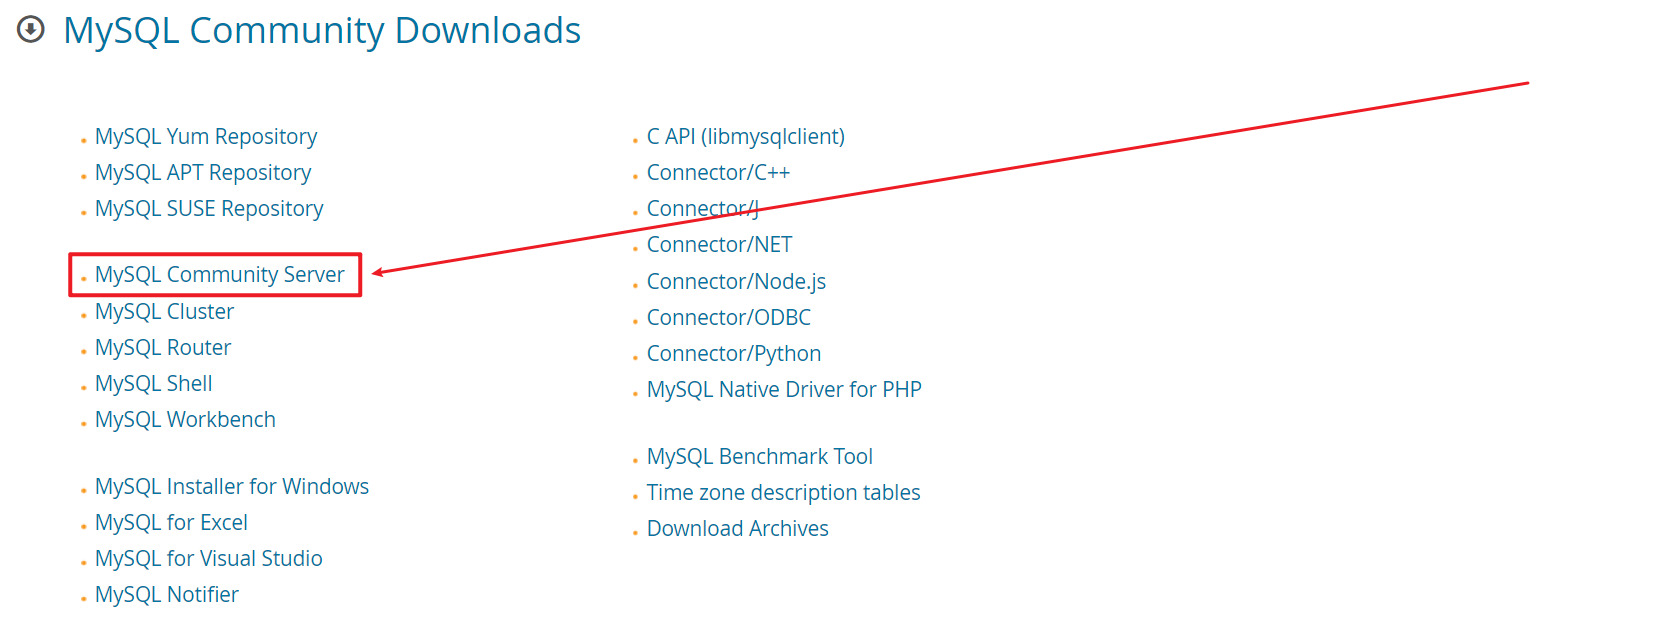 MySQL Community Downloads
MySQL Yum Repository
MySQL APT Repository
MySQL SUSE Repository
MySQL Community Server
MySQL Cluster
MySQL Router
MySQL Shell
MySQL Workbench
MySQL Installer for Windows
MySQL for Excel
MySQL for Visual Studio
MySQL Notifier
C API (libmysqlclient)
Connector/C++
Connector/J
Connector/NET
Connector/Node.js
Connector/ODBC
Connector/Python
MySQL Native Driver for PHP
MySQL Benchmark Tool
Time zone description tables
Download Archives